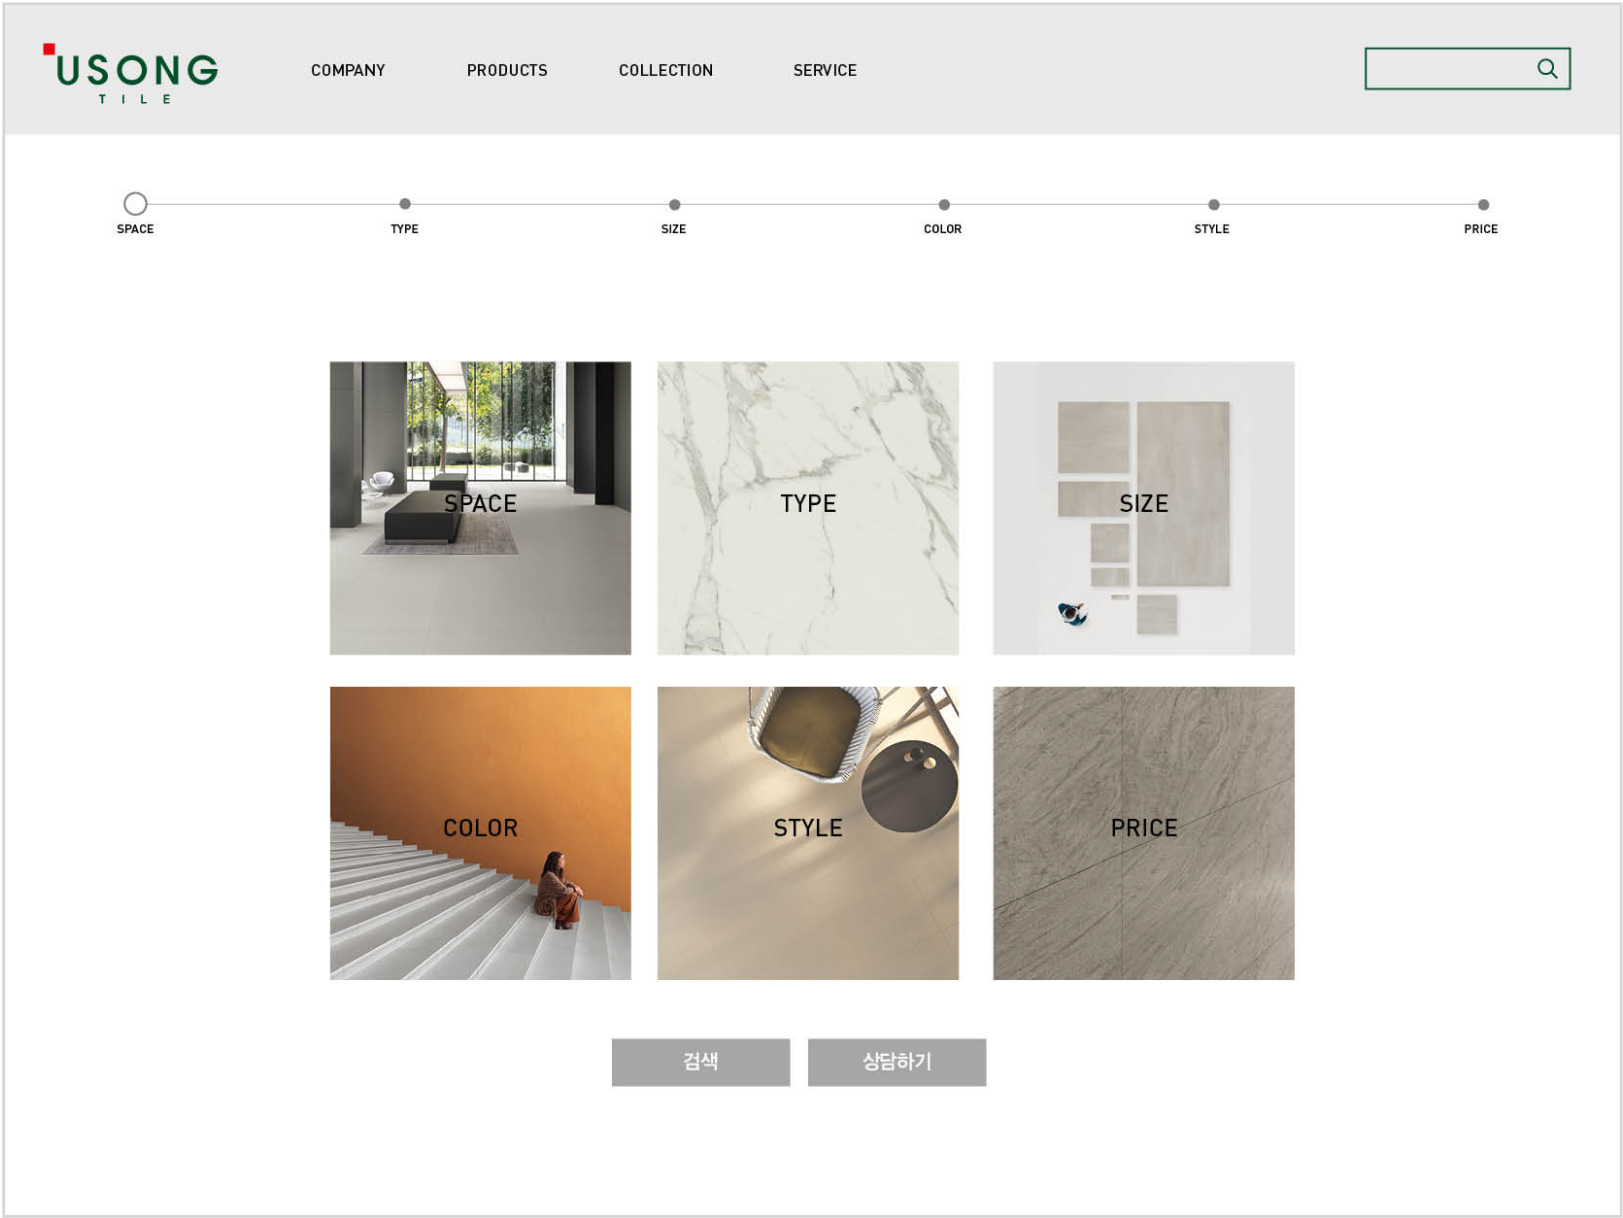 USONG
TILE
COMPANY PRODUCTS COLLECTION SERVICE
SPACE TYPE SIZE COLOR STYLE PRICE
SPACE TYPE SIZE
COLOR STYLE PRICE
검색 상담하기